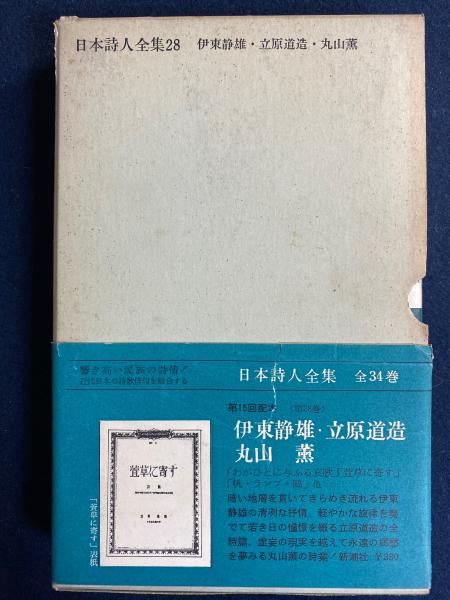 日本詩人全集28 伊東静雄・立原道造・丸山薫
響き高い民族の詩情!
近代日本の詩歌俳句を総合する
日本詩人全集 全34巻
第15回配本 〈第28巻〉
伊東静雄・立原道造
丸山 薫
「わがひとに与ふる哀歌」「萱草に寄す」
「帆・ランプ・鷗」他
暗い地層を貫いてきらめき流れる伊東
静雄の清冽な抒情。軽やかな旋律を奏
でて若き日の憧憬を綴る立原道造の全
詩篇。虚妄の現実を越えて永遠の郷愁
を夢みる丸山薫の詩業! 新潮社
萱草に寄す
詩集
「萱草に寄す」表紙